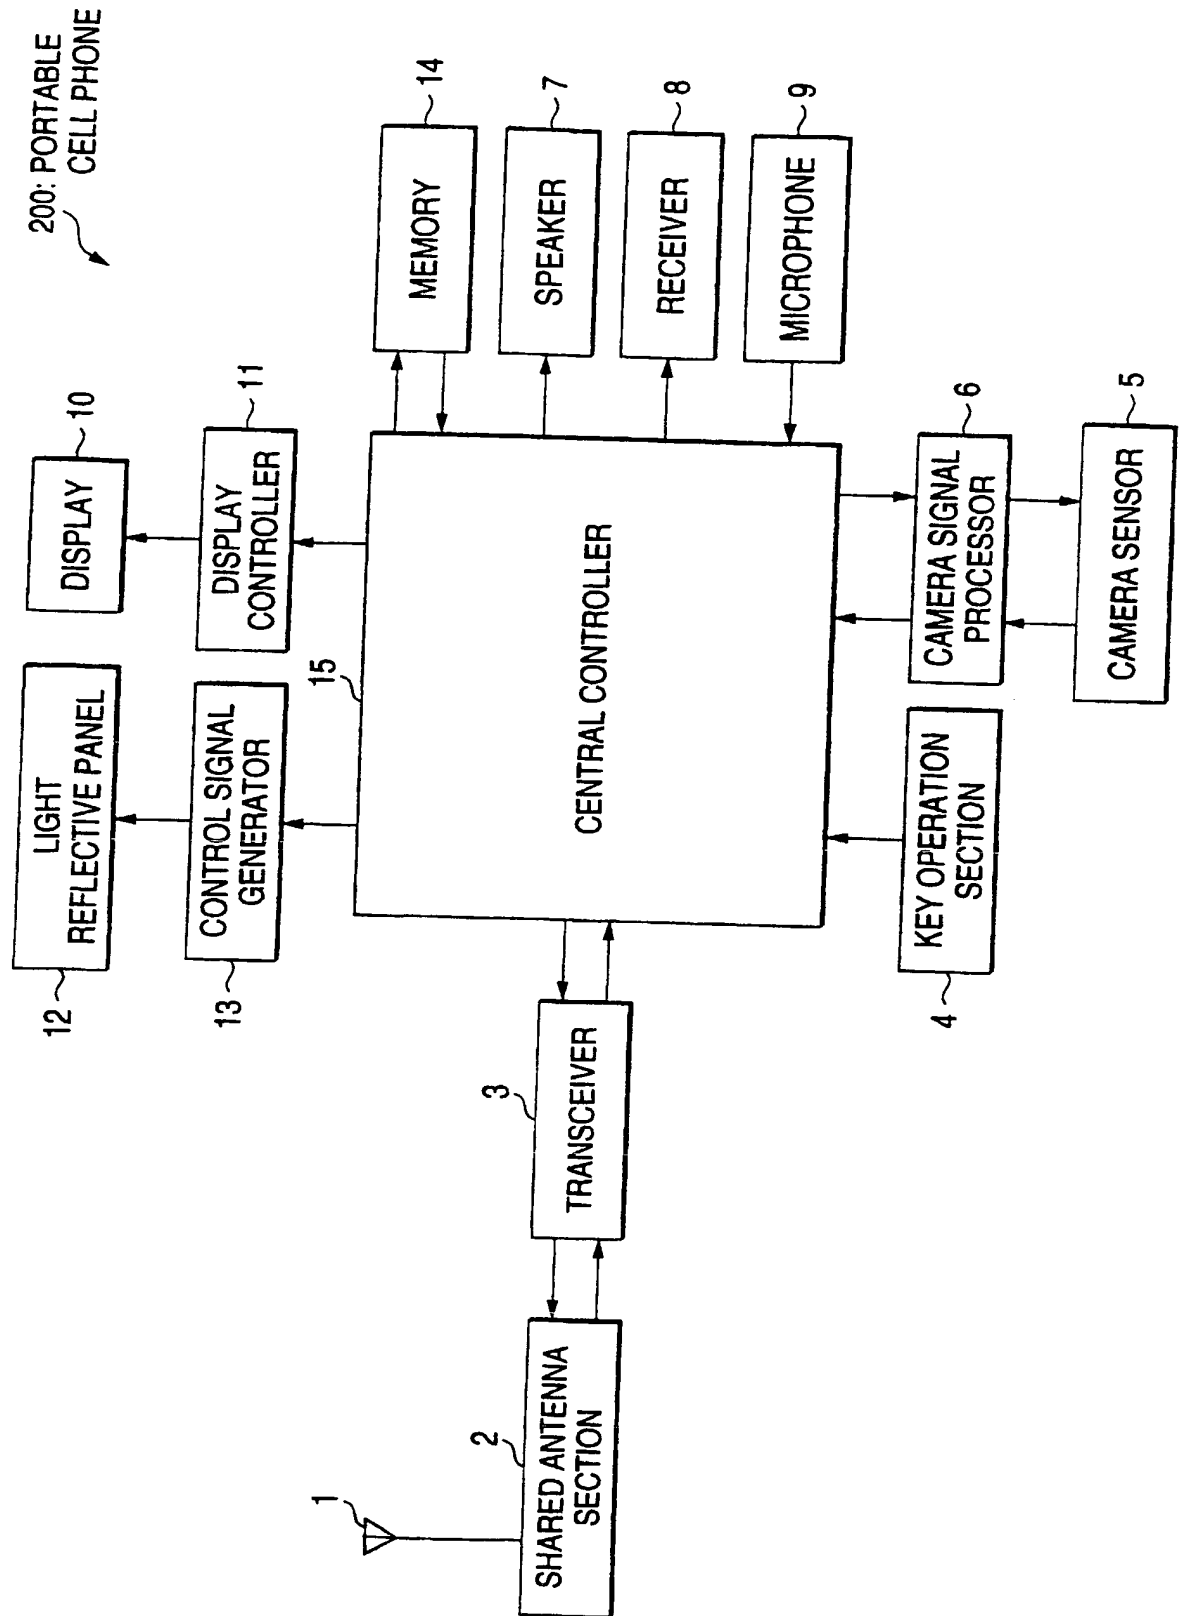 200: PORTABLE
CELL PHONE
1
2
SHARED ANTENNA
SECTION
3
TRANSCEIVER
12
LIGHT
REFLECTIVE PANEL
13
CONTROL SIGNAL
GENERATOR
10
DISPLAY
11
DISPLAY
CONTROLLER
15
CENTRAL CONTROLLER
14
MEMORY
7
SPEAKER
8
RECEIVER
9
MICROPHONE
4
KEY OPERATION
SECTION
6
CAMERA SIGNAL
PROCESSOR
5
CAMERA SENSOR